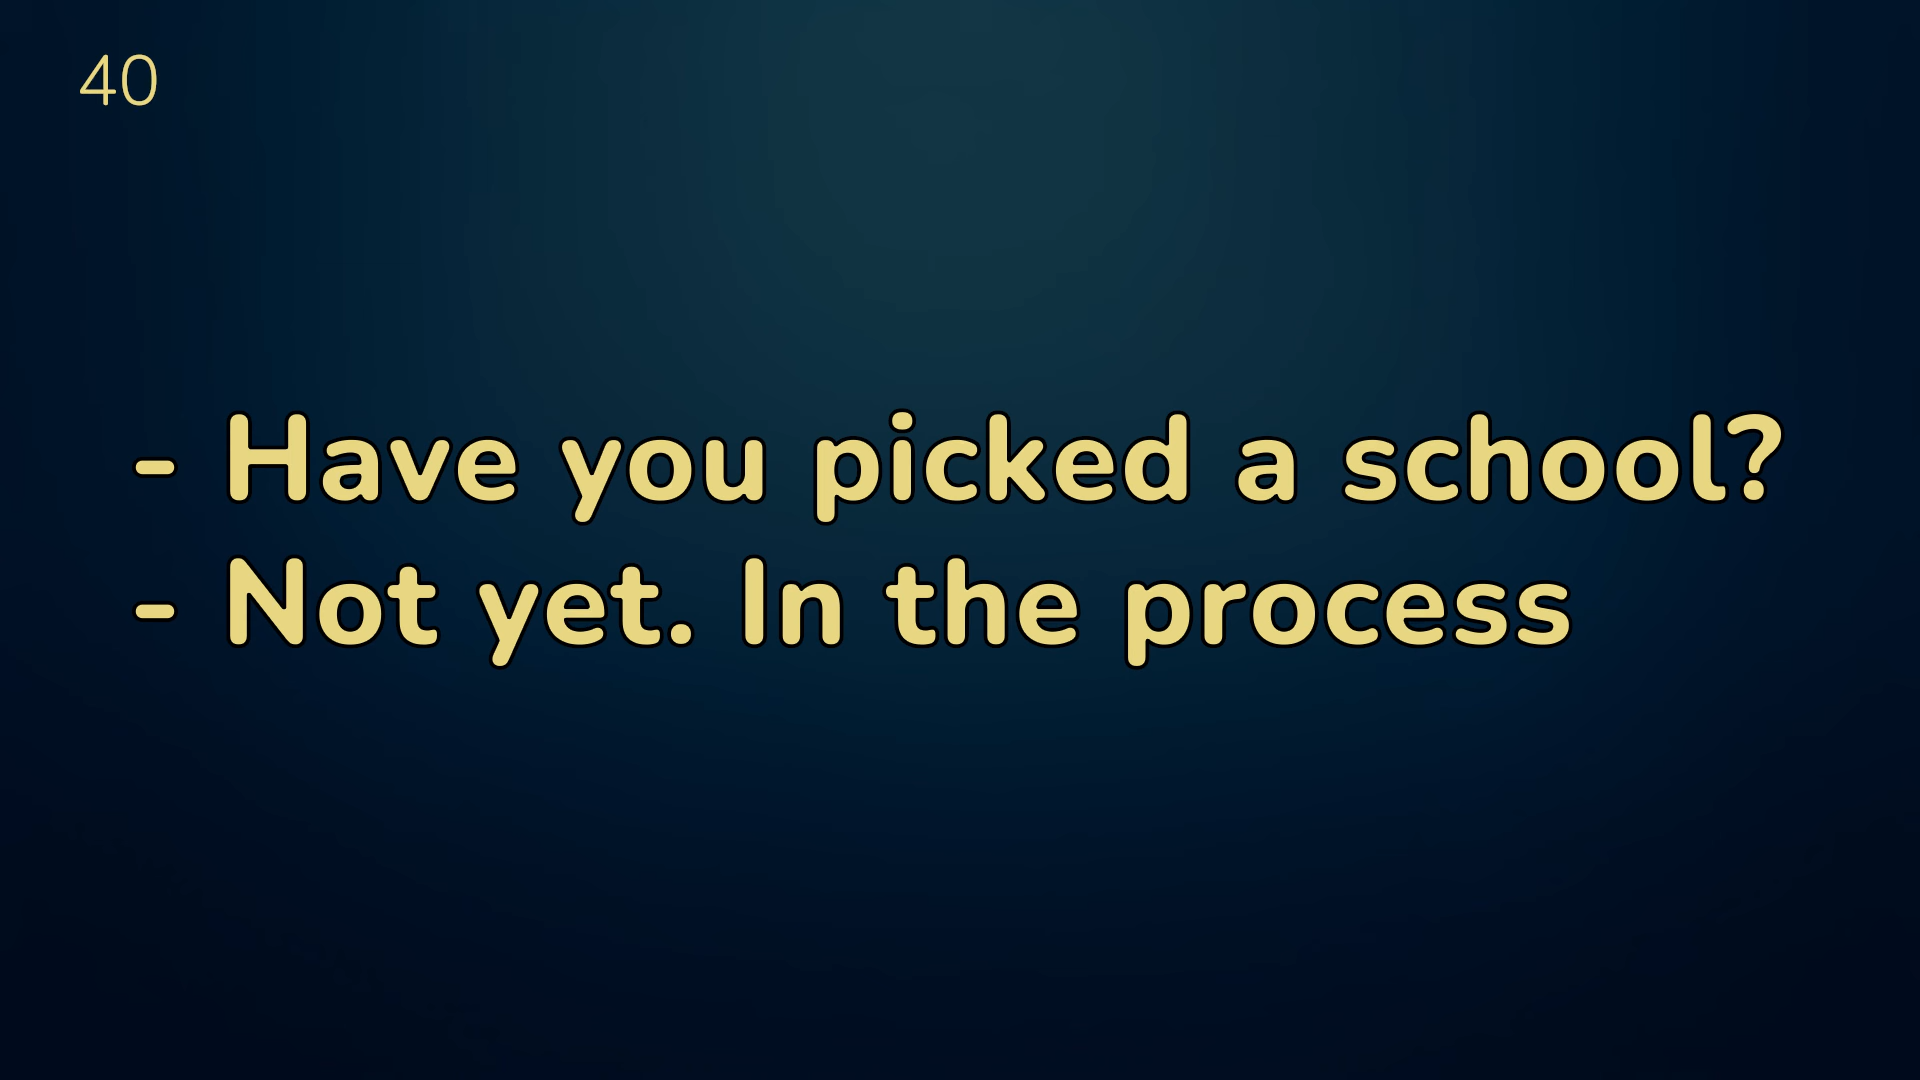 40
- Have you picked a school?
- Not yet. In the process